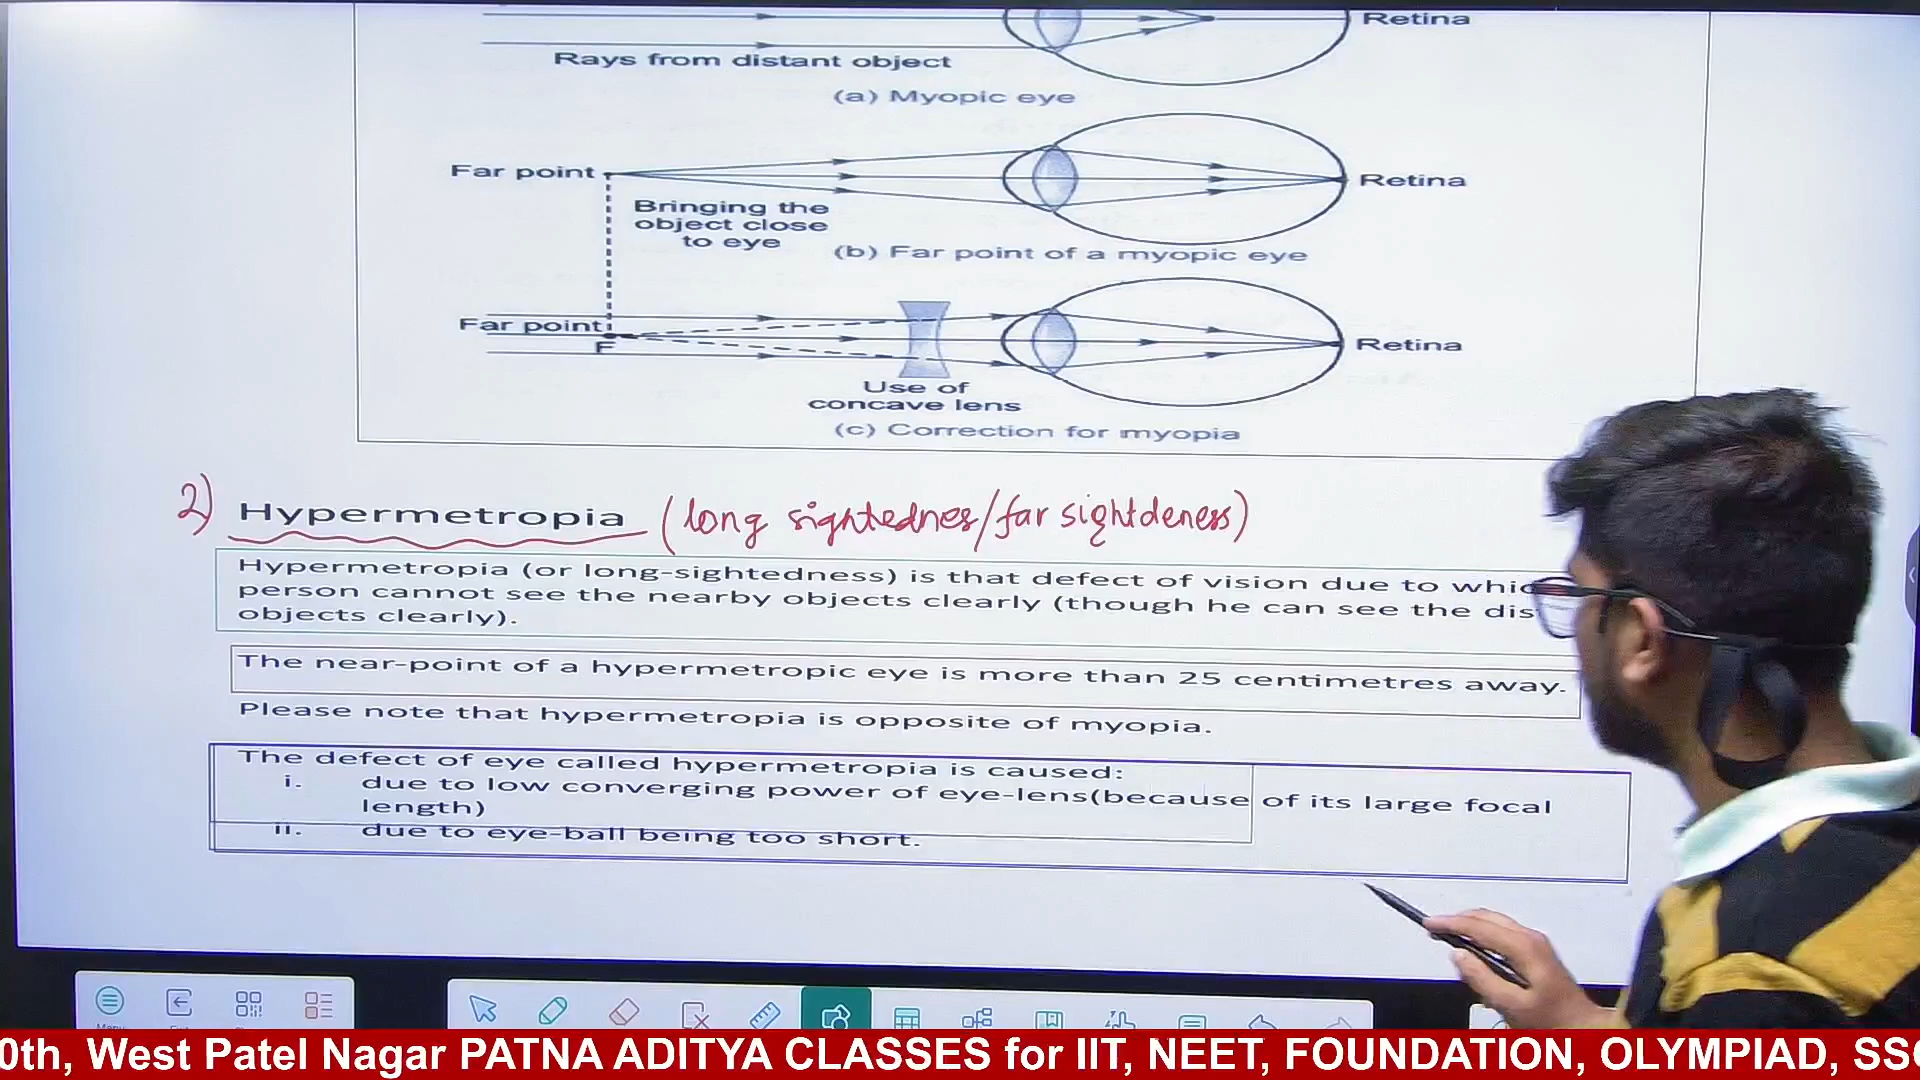 Retina
Rays from distant object
(a) Myopic eye
Far point
Retina
Bringing the
object close
to eye
(b) Far point of a myopic eye
Far point
F
Retina
Use of
concave lens
(c) Correction for myopia
2) Hypermetropia (long sightednes/far sightdeness)
Hypermetropia (or long-sightedness) is that defect of vision due to whic
person cannot see the nearby objects clearly (though he can see the dis
objects clearly).
The near-point of a hypermetropic eye is more than 25 centimetres away.
Please note that hypermetropia is opposite of myopia.
The defect of eye called hypermetropia is caused:
i. due to low converging power of eye-lens(because of its large focal
length)
ii. due to eye-ball being too short.
0th, West Patel Nagar PATNA ADITYA CLASSES for IIT, NEET, FOUNDATION, OLYMPIAD, SS